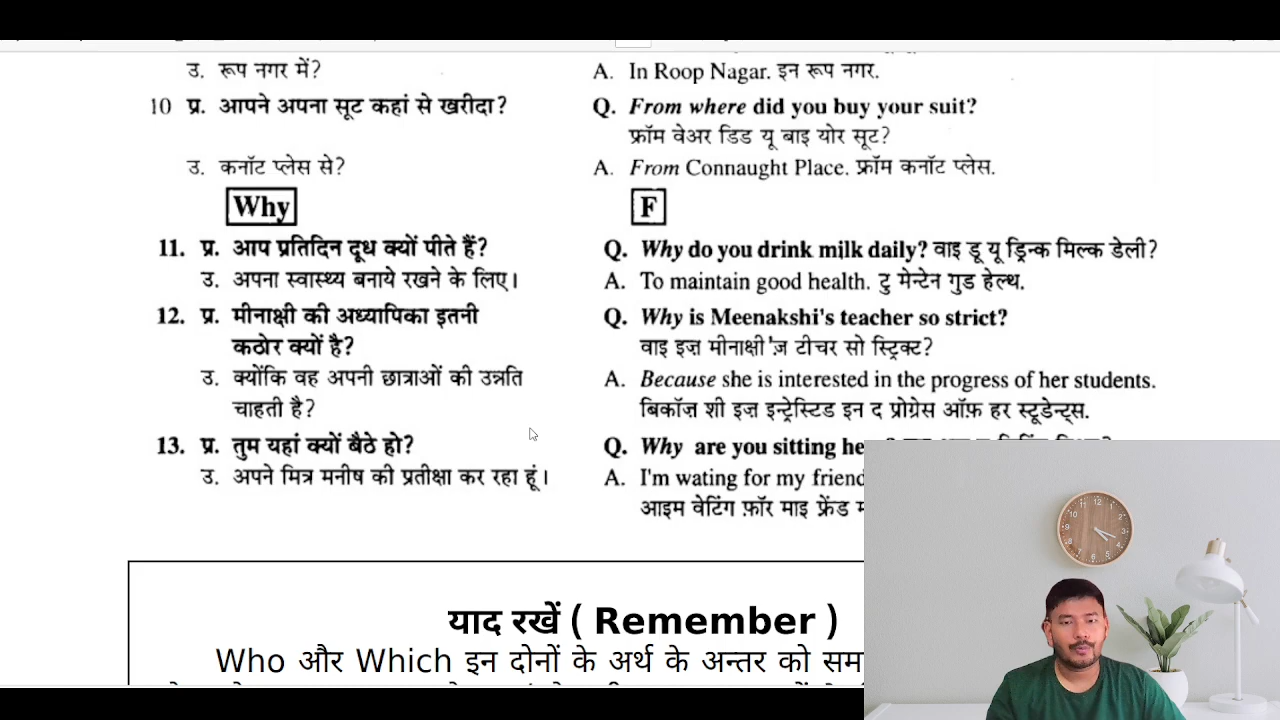 उ. रूप नगर में? A. In Roop Nagar. इन रूप नगर.
10 प्र. आपने अपना सूट कहां से खरीदा? Q. From where did you buy your suit?
फ्रॉम वेअर डिड यू बाइ योर सूट?
उ. कनॉट प्लेस से? A. From Connaught Place. फ्रॉम कनॉट प्लेस.
Why F
11. प्र. आप प्रतिदिन दूध क्यों पीते हैं? Q. Why do you drink milk daily? वाइ डू यू ड्रिन्क मिल्क डेली?
उ. अपना स्वास्थ्य बनाये रखने के लिए। A. To maintain good health. टु मेन्टेन गुड हेल्थ.
12. प्र. मीनाक्षी की अध्यापिका इतनी Q. Why is Meenakshi's teacher so strict?
कठोर क्यों है? वाइ इज़ मीनाक्षी'ज़ टीचर सो स्ट्रिक्ट?
उ. क्योंकि वह अपनी छात्राओं की उन्नति A. Because she is interested in the progress of her students.
चाहती है? बिकॉज़ शी इज़ इन्ट्रेस्टिड इन द प्रोग्रेस ऑफ़ हर स्टूडेन्ट्स.
13. प्र. तुम यहां क्यों बैठे हो? Q. Why are you sitting
उ. अपने मित्र मनीष की प्रतीक्षा कर रहा हूं। A. I'm wating for my friend
आइम वेटिंग फ़ॉर माइ फ्रेंड
याद रखें ( Remember )
Who और Which इन दोनों के अर्थ के अन्तर को